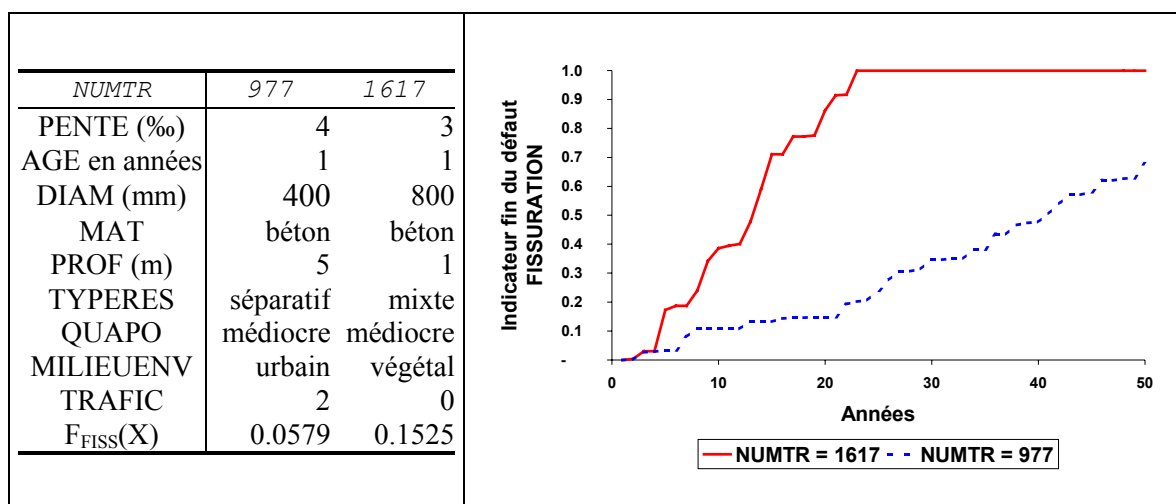 NUMTR 977 1617
PENTE (‰) 4 3
AGE en années 1 1
DIAM (mm) 400 800
MAT béton béton
PROF (m) 5 1
TYPERES séparatif mixte
QUAPO médiocre médiocre
MILIEUENV urbain végétal
TRAFIC 2 0
FFISS(X) 0.0579 0.1525
Indicateur fin du défaut
FISSURATION
1.0
0.9
0.8
0.7
0.6
0.5
0.4
0.3
0.2
0.1
-
0 10 20 30 40 50
Années
NUMTR = 1617 NUMTR = 977